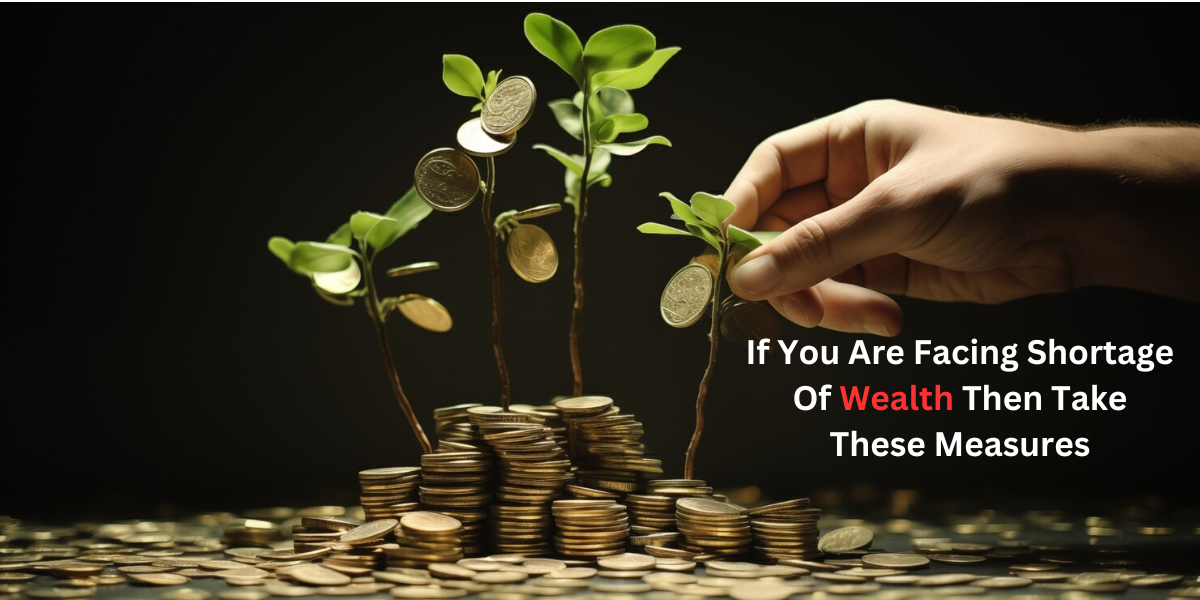 If You Are Facing Shortage
Of Wealth Then Take
These Measures